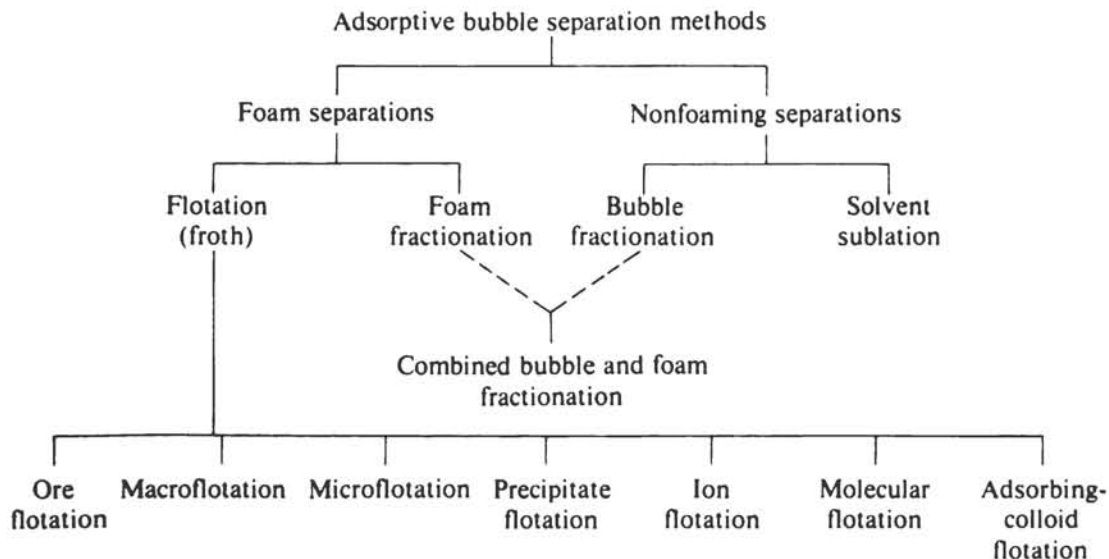 Adsorptive bubble separation methods
Foam separations
Nonfoaming separations
Flotation
(froth)
Foam
fractionation
Bubble
fractionation
Solvent
sublation
Combined bubble and foam
fractionation
Ore
flotation
Macroflotation
Microflotation
Precipitate
flotation
Ion
flotation
Molecular
flotation
Adsorbing-
colloid
flotation